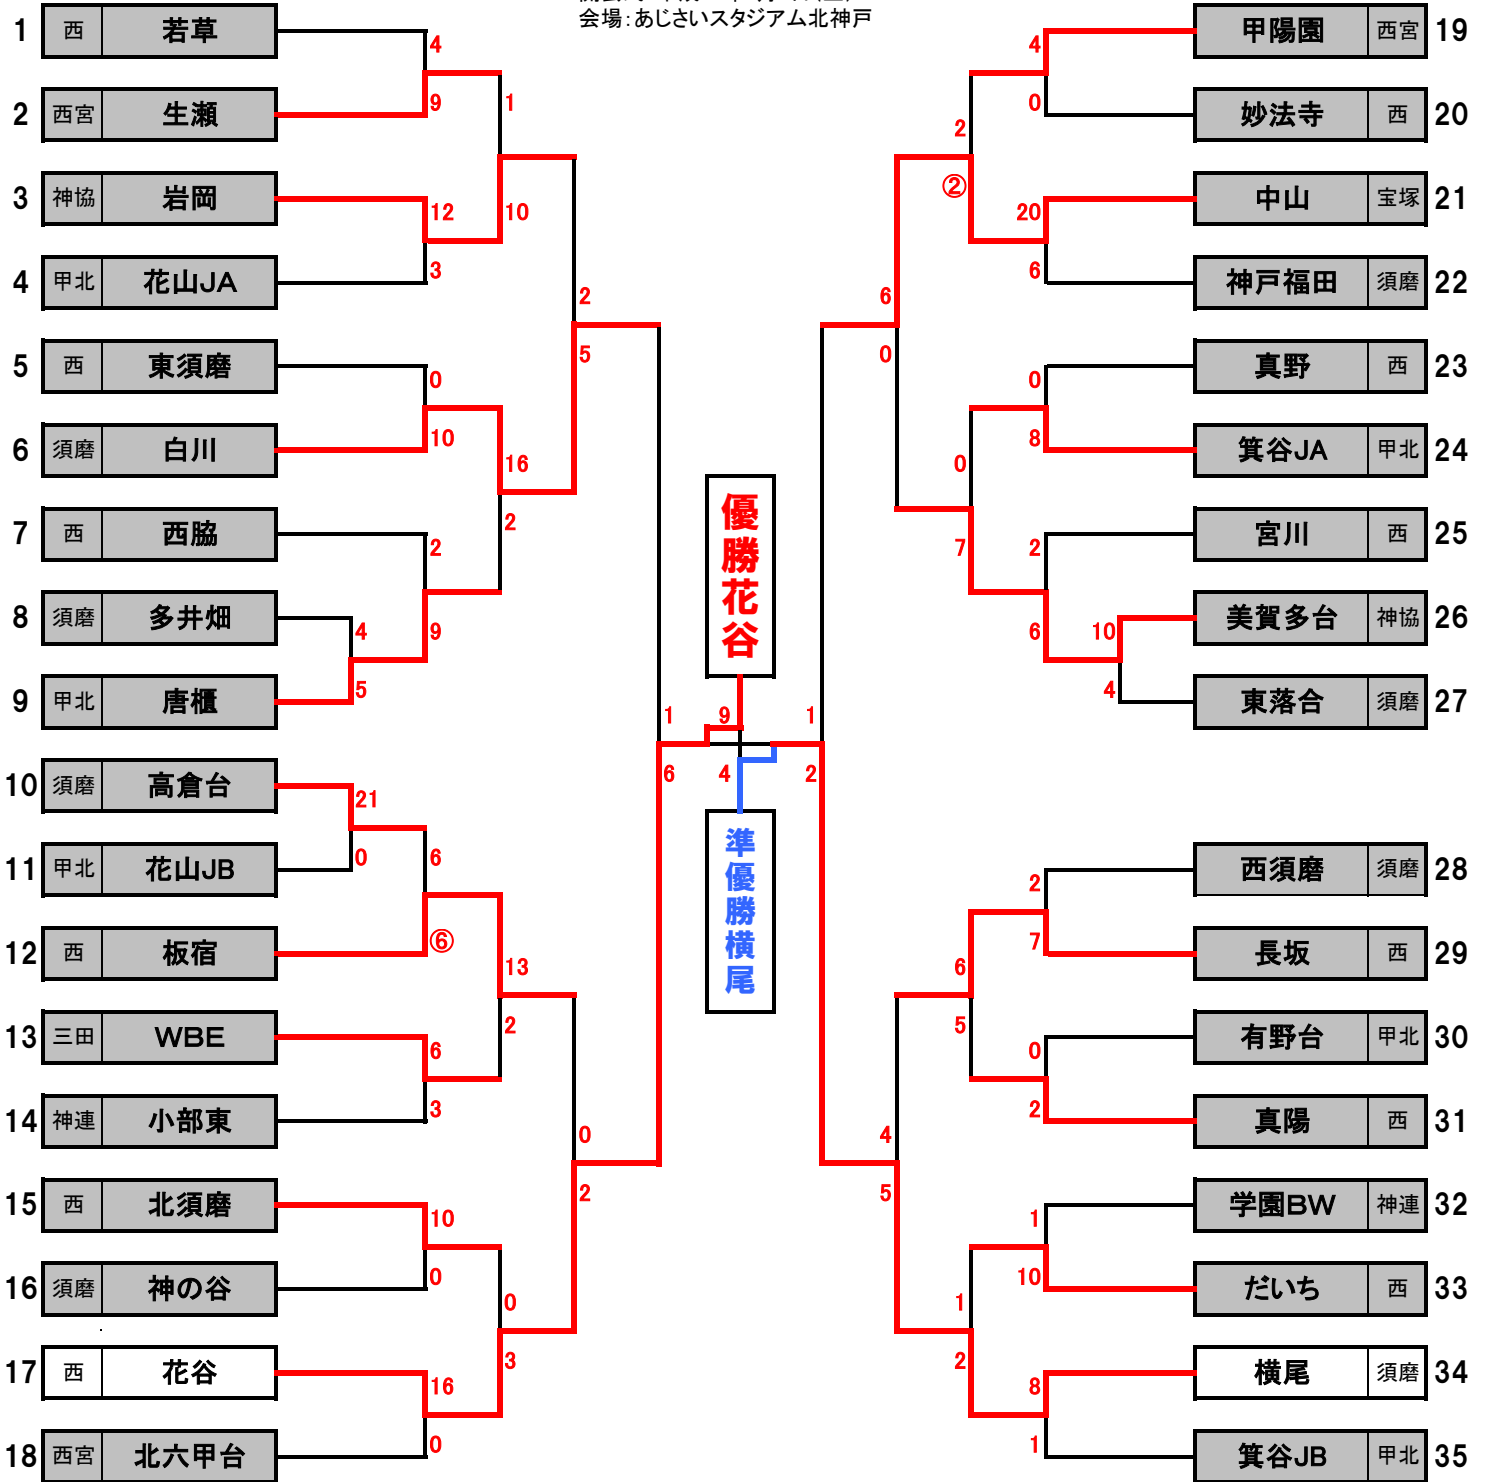 会場：あじさいスタジアム北神戸
1 西 若草
2 西宮 生瀬
3 神協 岩岡
4 甲北 花山JA
5 西 東須磨
6 須磨 白川
7 西 西脇
8 須磨 多井畑
9 甲北 唐櫃
10 須磨 高倉台
11 甲北 花山JB
12 西 板宿
13 三田 WBE
14 神連 小部東
15 西 北須磨
16 須磨 神の谷
17 西 花谷
18 西宮 北六甲台
4
9
12
3
0
10
2
9
4
5
21
0
6
⑥
6
3
10
0
16
0
1
10
16
2
13
2
0
3
2
5
0
2
1
6
優勝花谷
9
4
準優勝横尾
1
2
6
0
4
5
2
②
0
7
6
5
1
2
4
0
20
6
0
8
2
6
10
4
2
7
0
2
1
10
8
1
甲陽園 西宮 19
妙法寺 西 20
中山 宝塚 21
神戸福田 須磨 22
真野 西 23
箕谷JA 甲北 24
宮川 西 25
美賀多台 神協 26
東落合 須磨 27
西須磨 須磨 28
長坂 西 29
有野台 甲北 30
真陽 西 31
学園BW 神連 32
だいち 西 33
横尾 須磨 34
箕谷JB 甲北 35